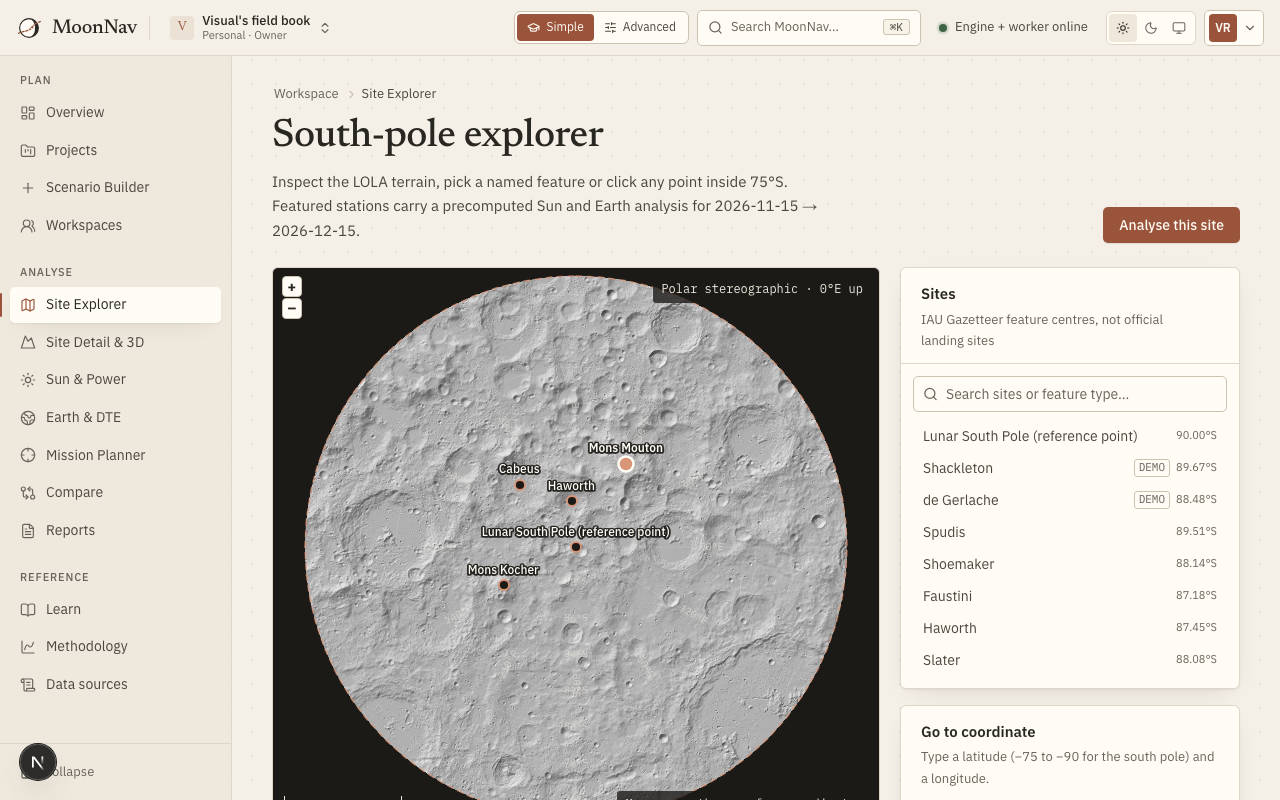 MoonNav
V
Visual's field book
Personal · Owner
Simple
Advanced
Search MoonNav...
⌘K
Engine + worker online
VR
PLAN
Overview
Projects
Scenario Builder
Workspaces
ANALYSE
Site Explorer
Site Detail & 3D
Sun & Power
Earth & DTE
Mission Planner
Compare
Reports
REFERENCE
Learn
Methodology
Data sources
N
ollapse
Workspace > Site Explorer
South-pole explorer
Inspect the LOLA terrain, pick a named feature or click any point inside 75°S.
Featured stations carry a precomputed Sun and Earth analysis for 2026-11-15 →
2026-12-15.
Analyse this site
+
−
Polar stereographic · 0°E up
Mons Mouton
Cabeus
Haworth
Lunar South Pole (reference point)
Mons Kocher
Sites
IAU Gazetteer feature centres, not official
landing sites
Search sites or feature type...
Lunar South Pole (reference point) 90.00°S
Shackleton DEMO 89.67°S
de Gerlache DEMO 88.48°S
Spudis 89.51°S
Shoemaker 88.14°S
Faustini 87.18°S
Haworth 87.45°S
Slater 88.08°S
Go to coordinate
Type a latitude (−75 to −90 for the south pole) and
a longitude.